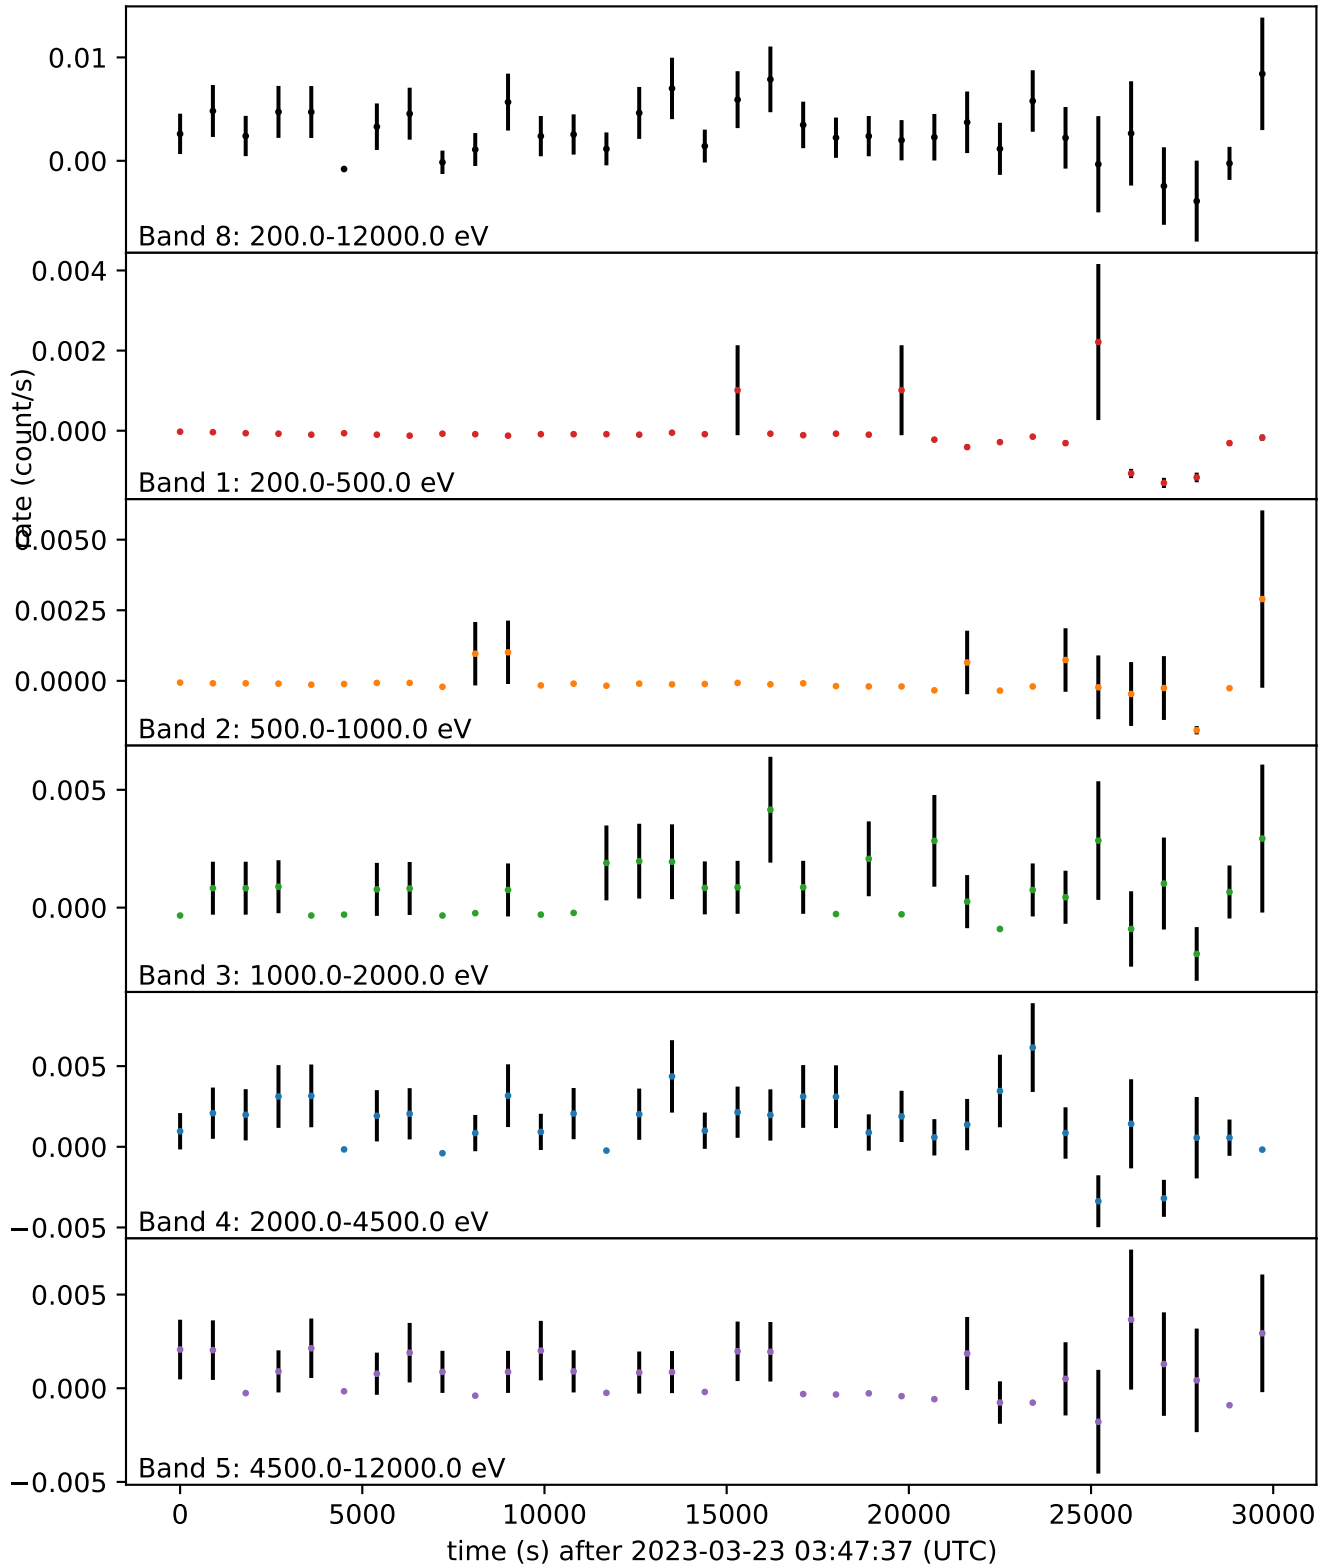 0.01
0.00
Band 8: 200.0-12000.0 eV
0.004
0.002
0.000
Band 1: 200.0-500.0 eV
rate (count/s)
0.0050
0.0025
0.0000
Band 2: 500.0-1000.0 eV
0.005
0.000
Band 3: 1000.0-2000.0 eV
0.005
0.000
−0.005
Band 4: 2000.0-4500.0 eV
0.005
0.000
−0.005
Band 5: 4500.0-12000.0 eV
0 5000 10000 15000 20000 25000 30000
time (s) after 2023-03-23 03:47:37 (UTC)